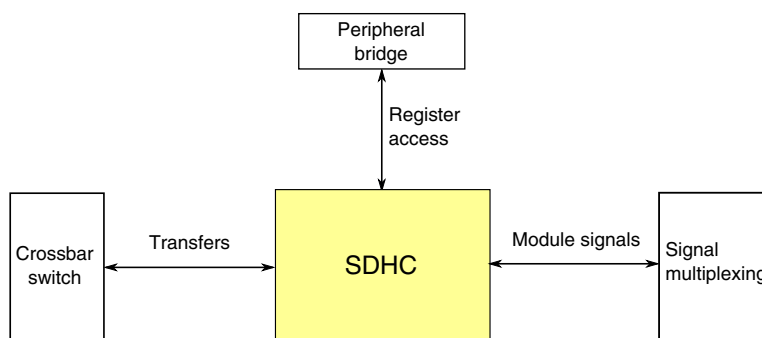 Peripheral
bridge
Register
access
Transfers
Module signals
Crossbar
switch
SDHC
Signal
multiplexing